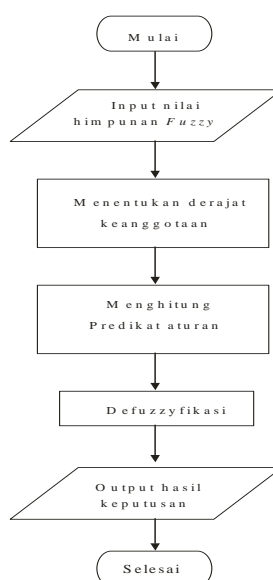 Mulai
Input nilai
himpunan Fuzzy
Menentukan derajat
keanggotaan
Menghitung
Predikat aturan
Defuzzyfikasi
Output hasil
keputusan
Selesai